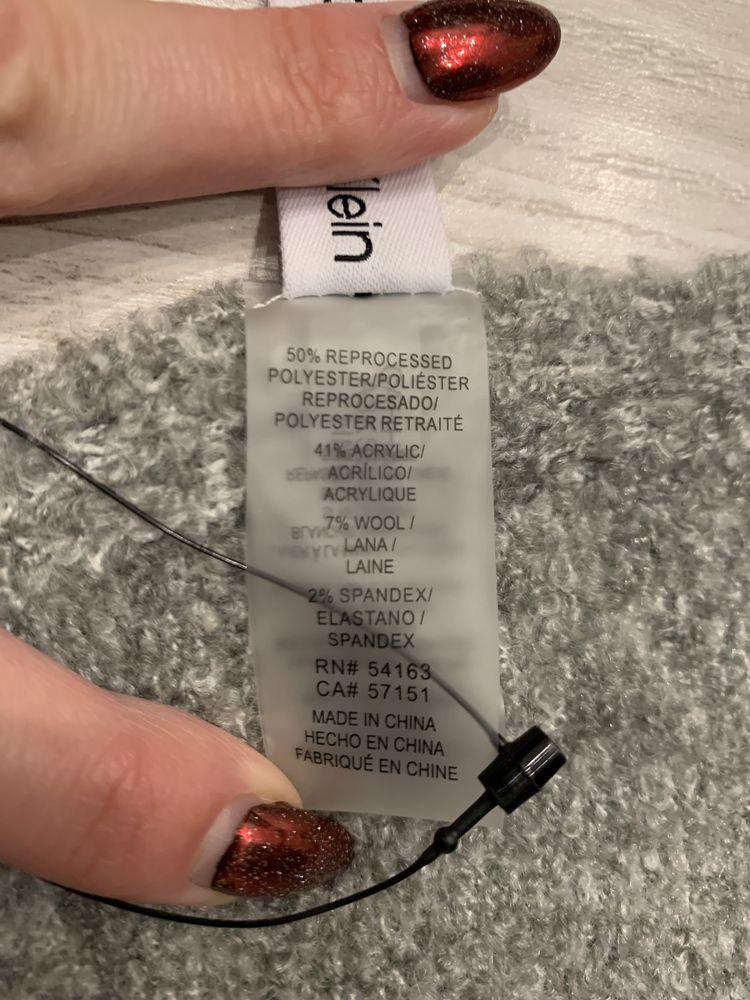 lein
50% REPROCESSED
POLYESTER/POLIÉSTER
REPROCESADO/
POLYESTER RETRAITÉ
41% ACRYLIC/
ACRÍLICO/
ACRYLIQUE
7% WOOL /
LANA /
LAINE
2% SPANDEX/
ELASTANO /
SPANDEX
RN# 54163
CA# 57151
MADE IN CHINA
HECHO EN CHINA
FABRIQUÉ EN CHINE